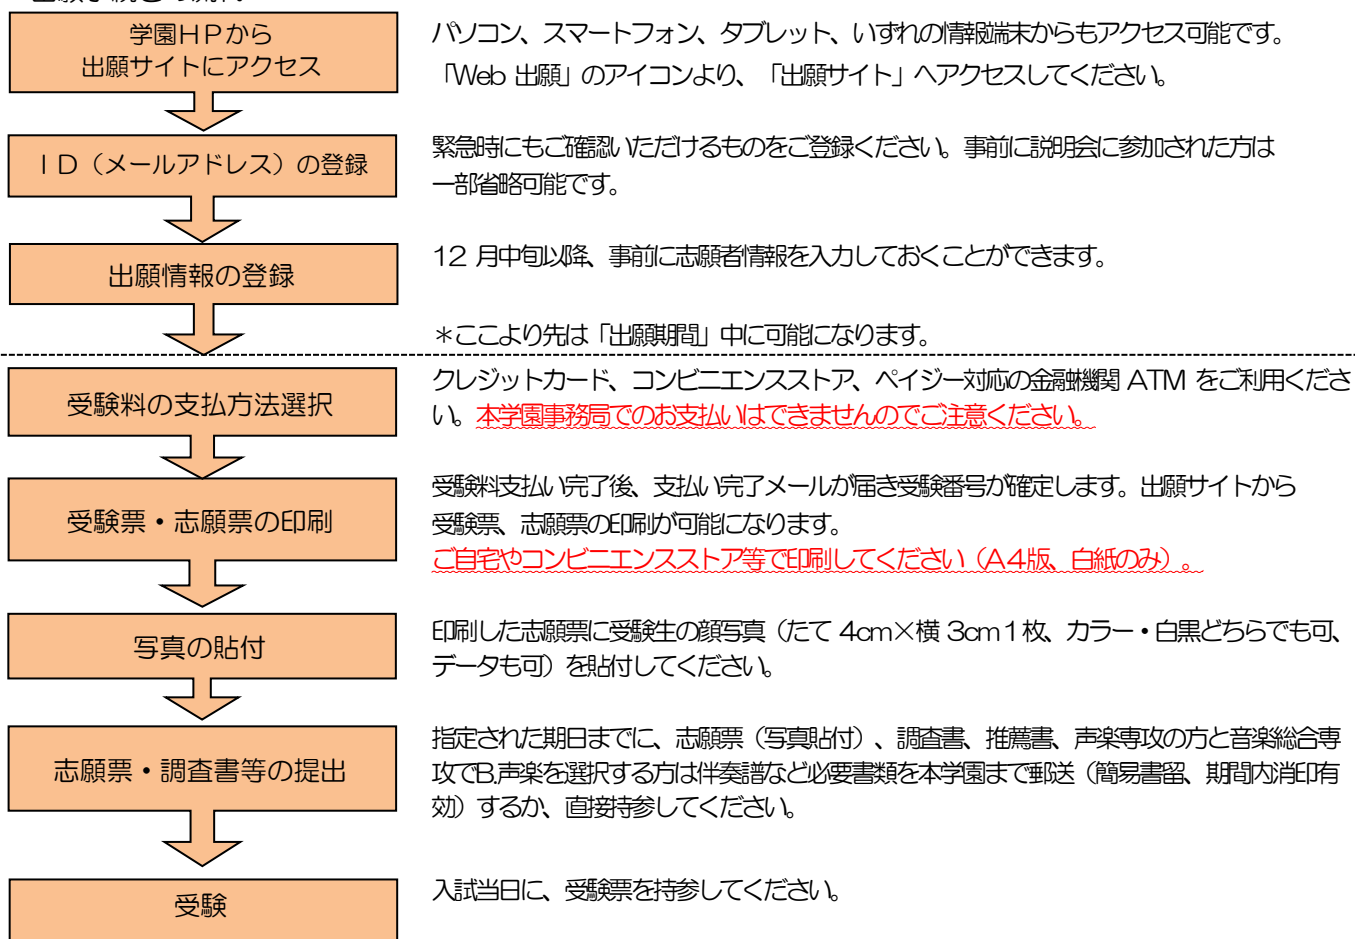 学園ＨＰから
出願サイトにアクセス
パソコン、スマートフォン、タブレット、いずれの情報端末からもアクセス可能です。
「Web 出願」のアイコンより、「出願サイト」へアクセスしてください。
ＩＤ（メールアドレス）の登録
緊急時にもご確認いただけるものをご登録ください。事前に説明会に参加された方は
一部省略可能です。
出願情報の登録
12 月中旬以降、事前に志願者情報を入力しておくことができます。
＊ここより先は「出願期間」中に可能になります。
受験料の支払方法選択
クレジットカード、コンビニエンスストア、ペイジー対応の金融機関 ATM をご利用くださ
い。本学園事務局でのお支払いはできませんのでご注意ください。
受験票・志願票の印刷
受験料支払い完了後、支払い完了メールが届き受験番号が確定します。出願サイトから
受験票、志願票の印刷が可能になります。
ご自宅やコンビニエンスストア等で印刷してください（A4版、白紙のみ）。
写真の貼付
印刷した志願票に受験生の顔写真（たて 4cm×横 3cm１枚、カラー・白黒どちらでも可、
データも可）を貼付してください。
志願票・調査書等の提出
指定された期日までに、志願票（写真貼付）、調査書、推薦書、声楽専攻の方と音楽総合専
攻でB.声楽を選択する方は伴奏譜など必要書類を本学園まで郵送（簡易書留、期間内消印有
効）するか、直接持参してください。
受験
入試当日に、受験票を持参してください。